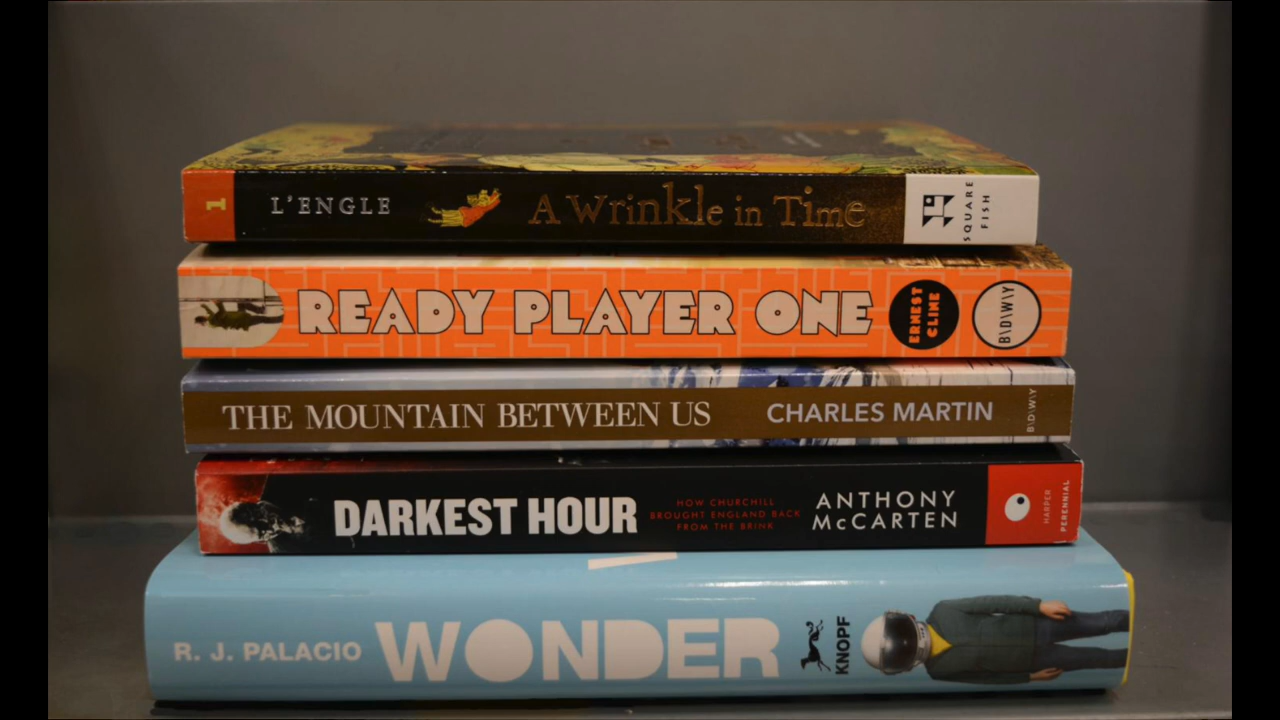 1 L'ENGLE A Wrinkle in Time SQUARE FISH
READY PLAYER ONE ERNEST CLINE B\D\W\Y
THE MOUNTAIN BETWEEN US CHARLES MARTIN B\D\W\Y
DARKEST HOUR
HOW CHURCHILL
BROUGHT ENGLAND BACK
FROM THE BRINK
ANTHONY
McCARTEN
HARPER
PERENNIAL
R. J. PALACIO WONDER KNOPF